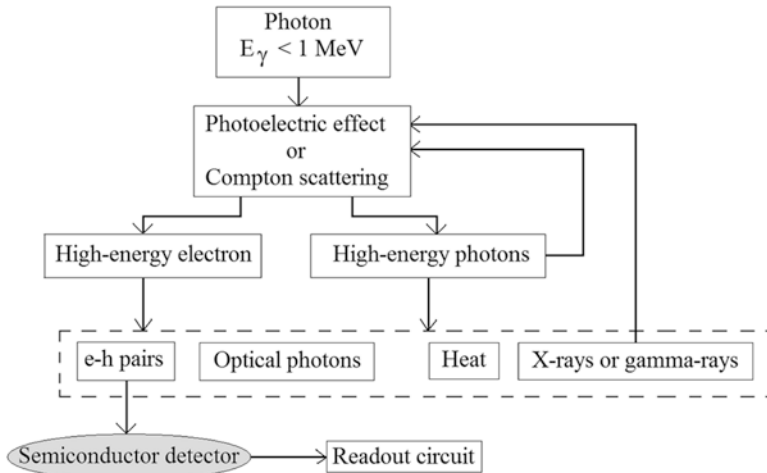 Photon
E γ < 1 MeV
Photoelectric effect
or
Compton scattering
High-energy electron
High-energy photons
e-h pairs
Optical photons
Heat
X-rays or gamma-rays
Semiconductor detector
Readout circuit